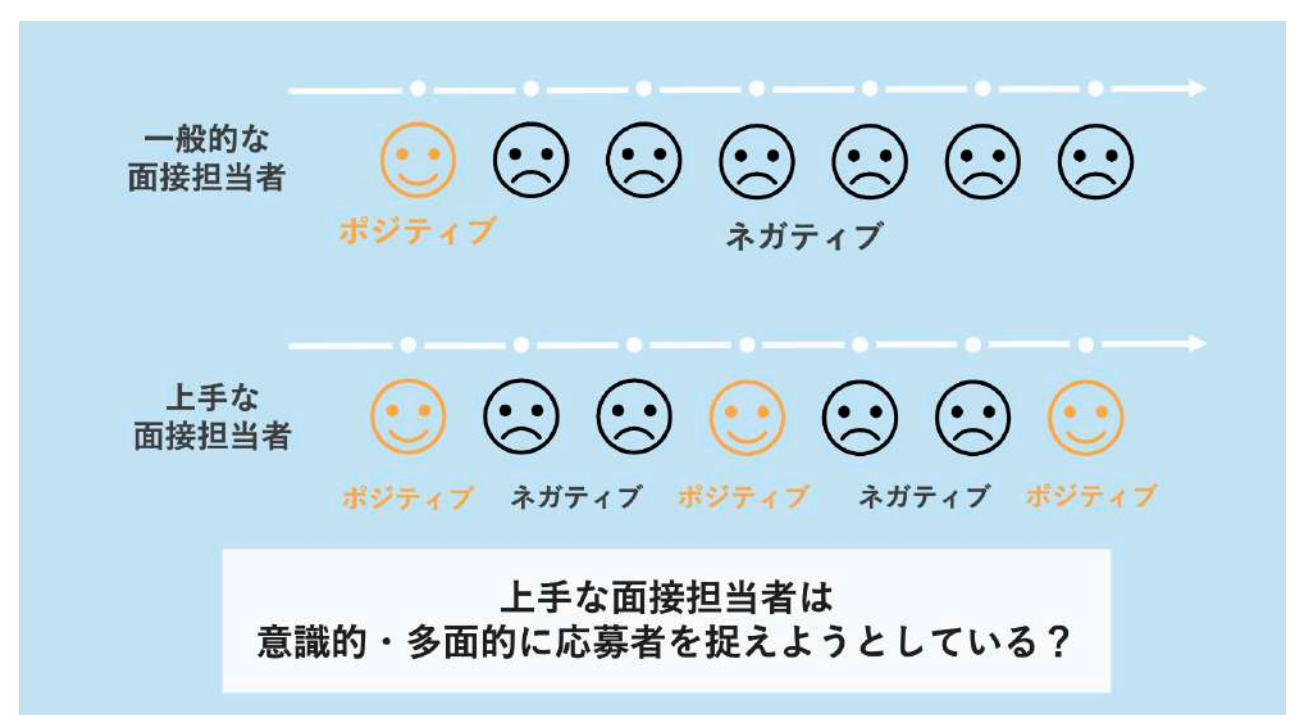 一般的な
面接担当者
ポジティブ
ネガティブ
上手な
面接担当者
ポジティブ
ネガティブ
ポジティブ
ネガティブ
ポジティブ
上手な面接担当者は
意識的・多面的に応募者を捉えようとしている？